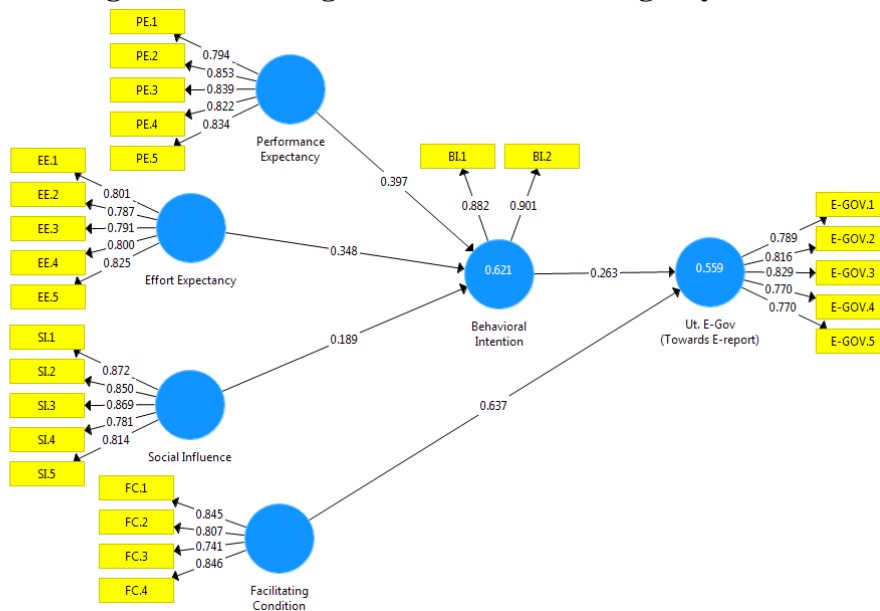 PE.1
PE.2
PE.3
PE.4
PE.5
0.794
0.853
0.839
0.822
0.834
Performance
Expectancy
0.397
EE.1
EE.2
EE.3
EE.4
EE.5
0.801
0.787
0.791
0.800
0.825
Effort Expectancy
0.348
SI.1
SI.2
SI.3
SI.4
SI.5
0.872
0.850
0.869
0.781
0.814
Social Influence
0.189
FC.1
FC.2
FC.3
FC.4
0.845
0.807
0.741
0.846
Facilitating
Condition
0.637
BI.1
BI.2
0.882
0.901
0.621
Behavioral
Intention
0.263
0.559
Ut. E-Gov
(Towards E-report)
0.789
0.816
0.829
0.770
0.770
E-GOV.1
E-GOV.2
E-GOV.3
E-GOV.4
E-GOV.5